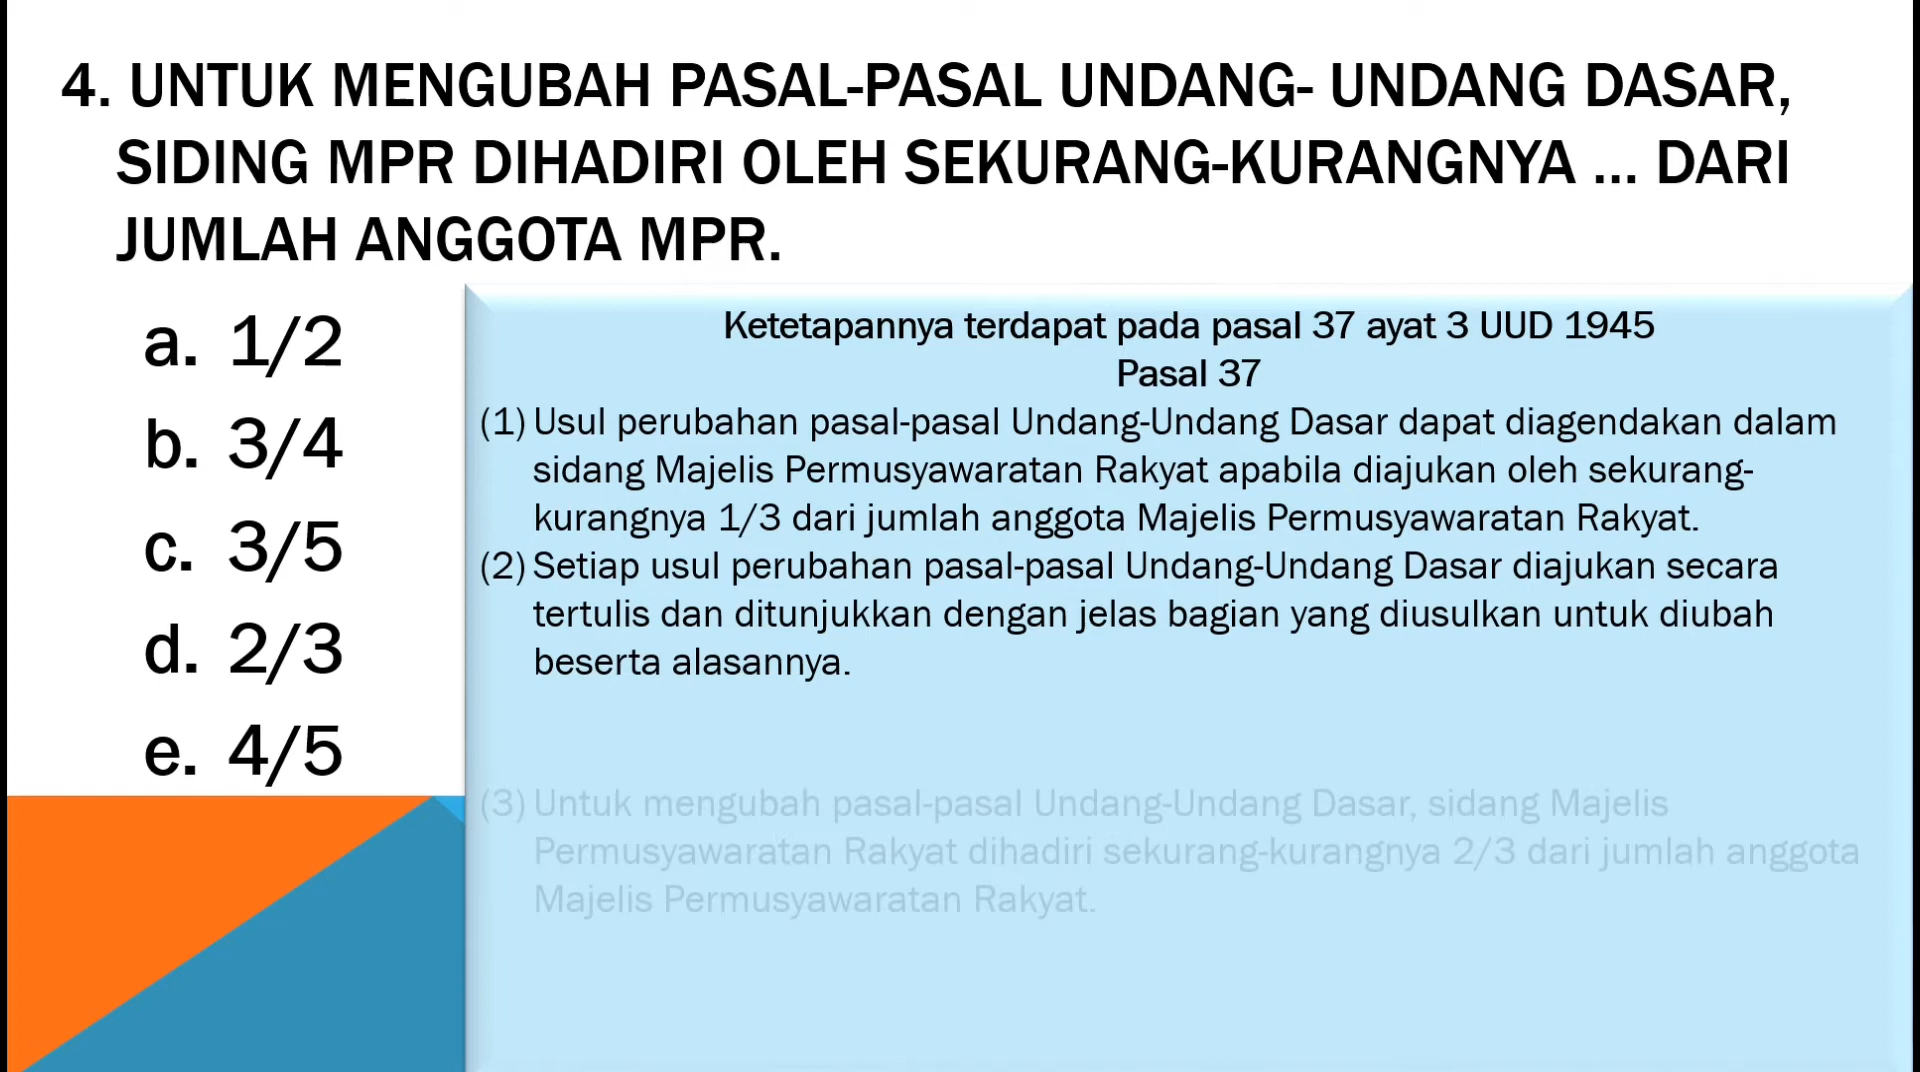 4. UNTUK MENGUBAH PASAL-PASAL UNDANG- UNDANG DASAR,
SIDING MPR DIHADIRI OLEH SEKURANG-KURANGNYA ... DARI
JUMLAH ANGGOTA MPR.
a. 1/2
b. 3/4
c. 3/5
d. 2/3
e. 4/5
Ketetapannya terdapat pada pasal 37 ayat 3 UUD 1945
Pasal 37
(1) Usul perubahan pasal-pasal Undang-Undang Dasar dapat diagendakan dalam
sidang Majelis Permusyawaratan Rakyat apabila diajukan oleh sekurang-
kurangnya 1/3 dari jumlah anggota Majelis Permusyawaratan Rakyat.
(2) Setiap usul perubahan pasal-pasal Undang-Undang Dasar diajukan secara
tertulis dan ditunjukkan dengan jelas bagian yang diusulkan untuk diubah
beserta alasannya.
(3) Untuk mengubah pasal-pasal Undang-Undang Dasar, sidang Majelis
Permusyawaratan Rakyat dihadiri sekurang-kurangnya 2/3 dari jumlah anggota
Majelis Permusyawaratan Rakyat.